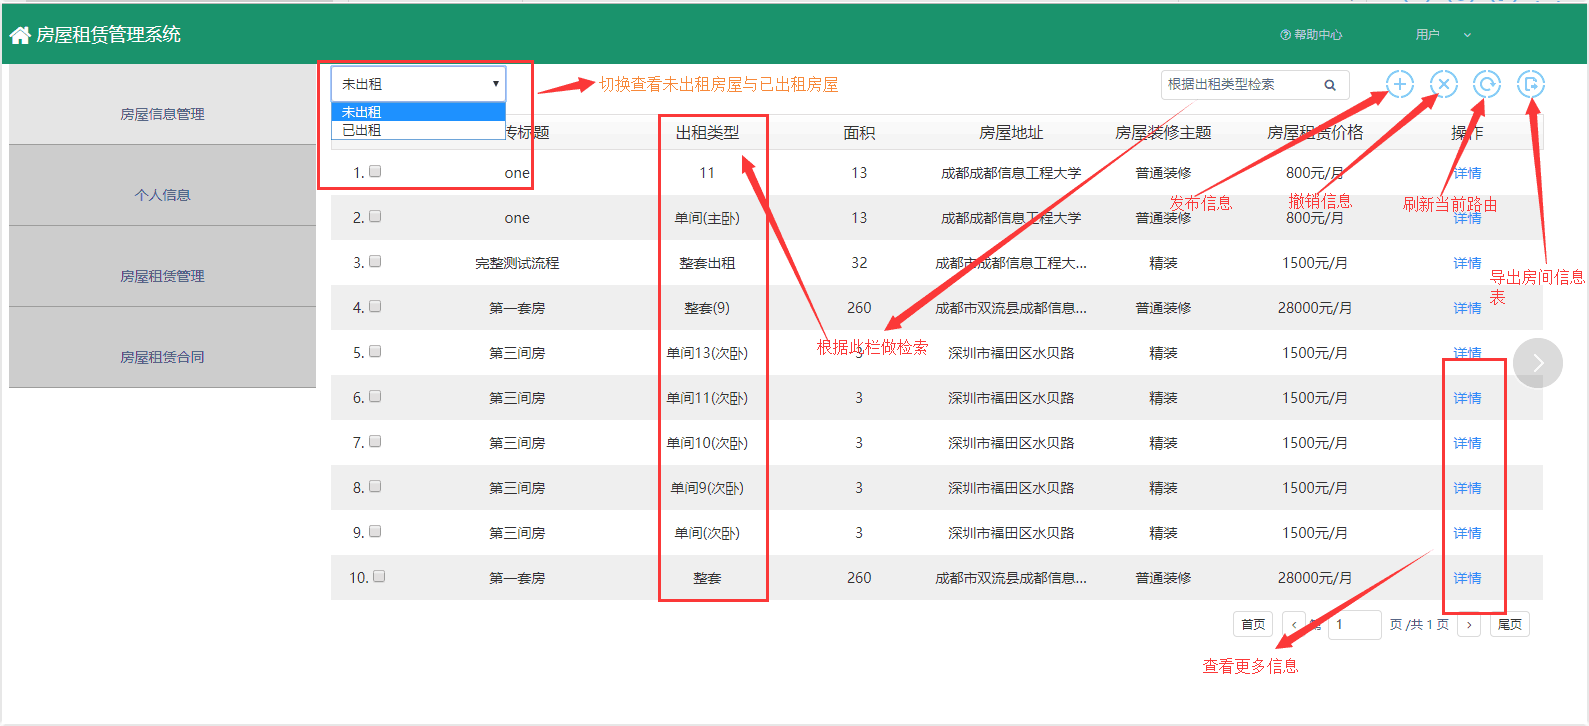 房屋租赁管理系统
帮助中心
用户
房屋信息管理
个人信息
房屋租赁管理
房屋租赁合同
未出租
未出租
已出租
切换查看未出租房屋与已出租房屋
根据出租类型检索
传标题 出租类型 面积 房屋地址 房屋装修主题 房屋租赁价格 操作
1. one 11 13 成都成都信息工程大学 普通装修 800元/月 详情
发布信息 撤销信息 刷新当前路由
2. one 单间(主卧) 13 成都成都信息工程大学 普通装修 800元/月 详情
3. 完整测试流程 整套出租 32 成都市成都信息工程大... 精装 1500元/月 详情
导出房间信息
表
4. 第一套房 整套(9) 260 成都市双流县成都信息... 普通装修 28000元/月 详情
根据此栏做检索
5. 第三间房 单间13(次卧) 3 深圳市福田区水贝路 精装 1500元/月 详情
6. 第三间房 单间11(次卧) 3 深圳市福田区水贝路 精装 1500元/月 详情
7. 第三间房 单间10(次卧) 3 深圳市福田区水贝路 精装 1500元/月 详情
8. 第三间房 单间9(次卧) 3 深圳市福田区水贝路 精装 1500元/月 详情
9. 第三间房 单间(次卧) 3 深圳市福田区水贝路 精装 1500元/月 详情
10. 第一套房 整套 260 成都市双流县成都信息... 普通装修 28000元/月 详情
首页 ‹ 第 1 页 /共 1 页 › 尾页
查看更多信息